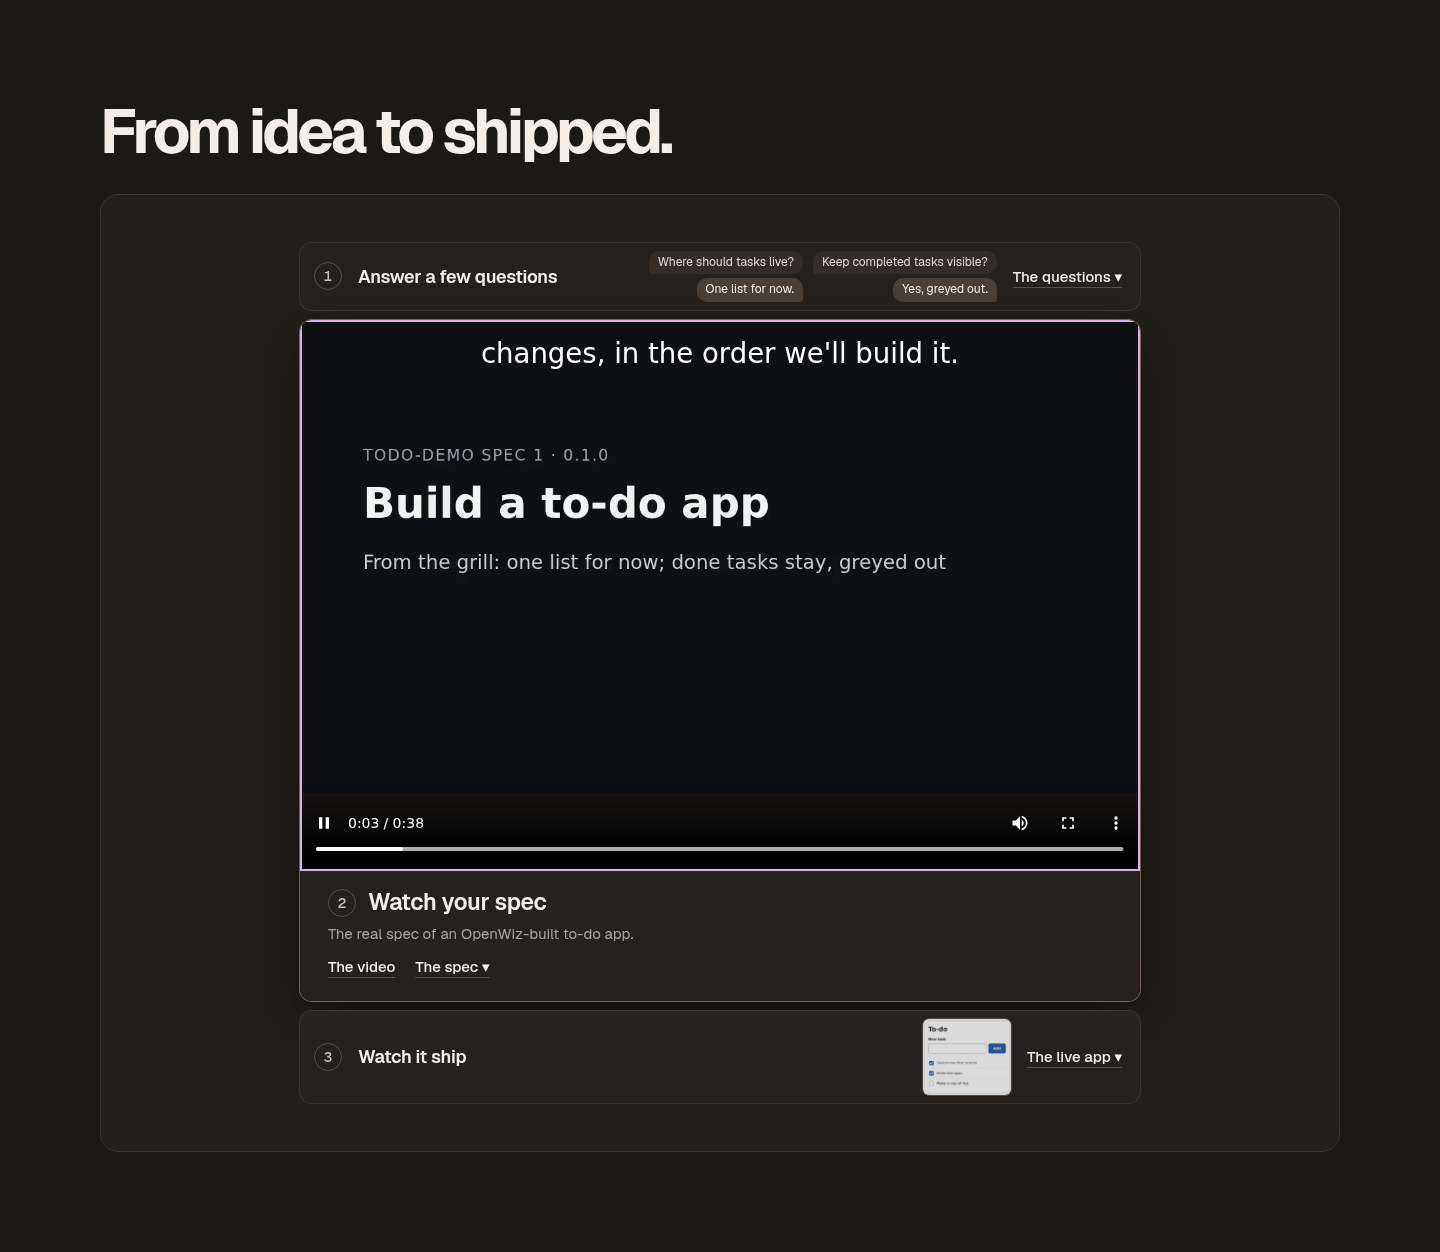 From idea to shipped.
1 Answer a few questions
Where should tasks live?
One list for now.
Keep completed tasks visible?
Yes, greyed out.
The questions ▾
changes, in the order we'll build it.
TODO-DEMO SPEC 1 · 0.1.0
Build a to-do app
From the grill: one list for now; done tasks stay, greyed out
0:03 / 0:38
2 Watch your spec
The real spec of an OpenWiz-built to-do app.
The video The spec ▾
3 Watch it ship
To-do
New task
Add
The live app ▾